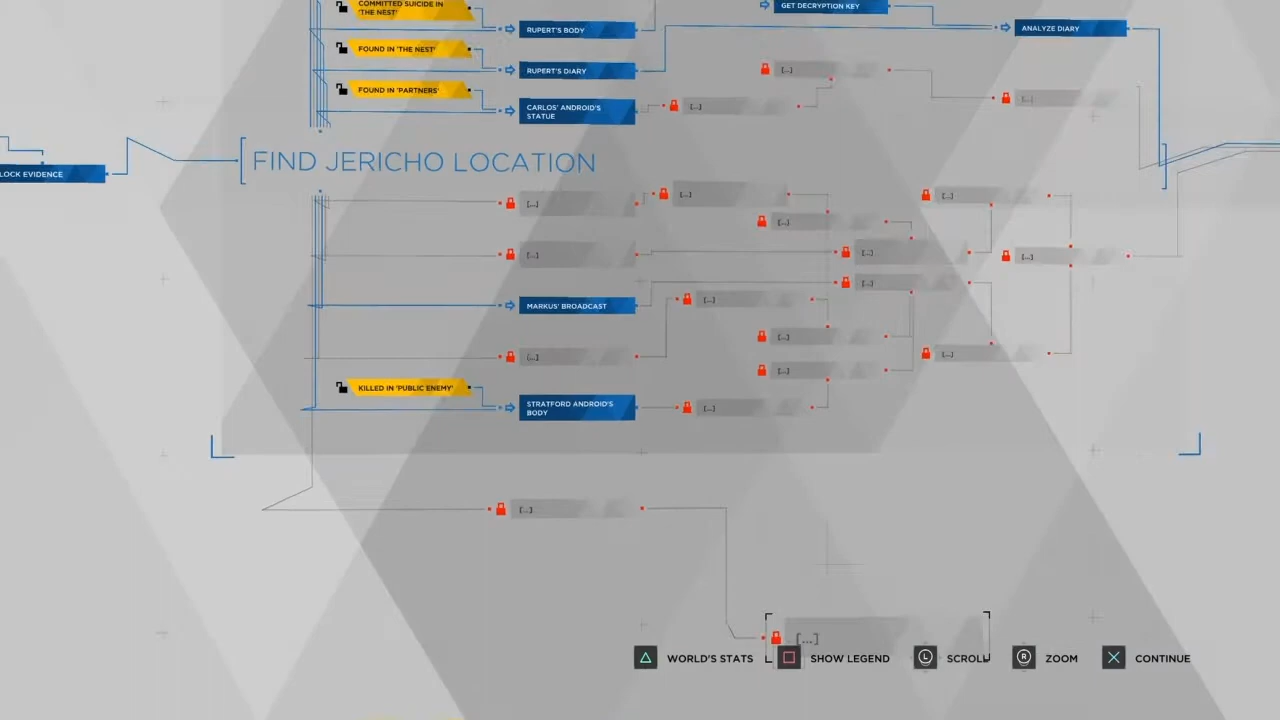 COMMITTED SUICIDE IN
'THE NEST'
GET DECRYPTION KEY
RUPERT'S BODY
ANALYZE DIARY
FOUND IN 'THE NEST'
RUPERT'S DIARY
[...]
FOUND IN 'PARTNERS'
[...]
CARLOS' ANDROID'S
STATUE
[...]
FIND JERICHO LOCATION
LOCK EVIDENCE
[...]
[...]
[...]
[...]
[...]
[...]
[...]
[...]
MARKUS' BROADCAST
[...]
[...]
[...]
[...]
[...]
KILLED IN 'PUBLIC ENEMY'
STRATFORD ANDROID'S
BODY
[...]
[...]
[...]
WORLD'S STATS
SHOW LEGEND
L
SCROLL
R
ZOOM
CONTINUE